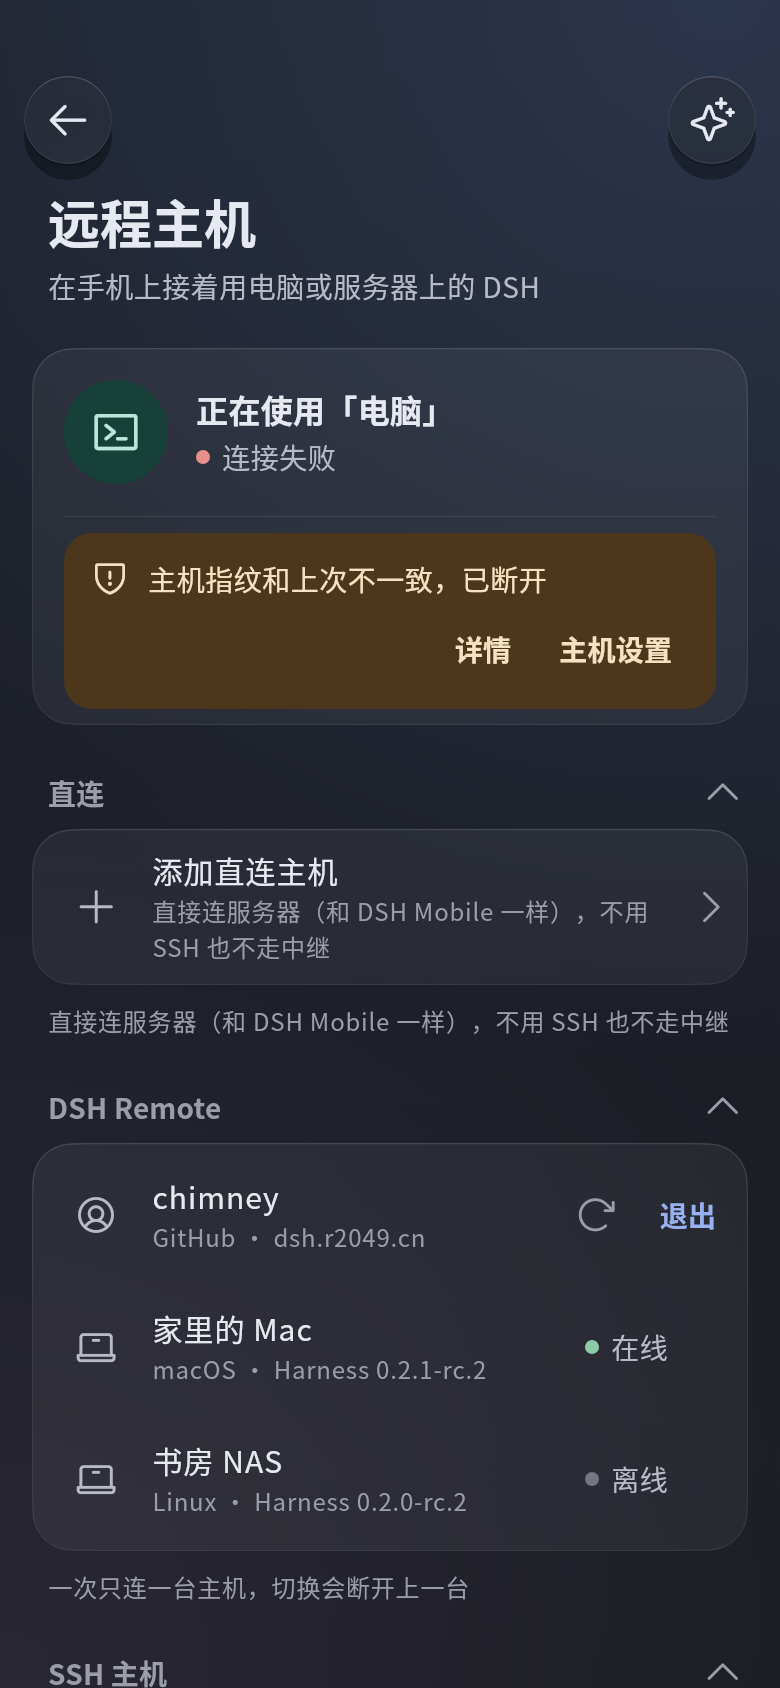 远程主机
在手机上接着用电脑或服务器上的 DSH
正在使用「电脑」
连接失败
主机指纹和上次不一致，已断开
详情 主机设置
直连
添加直连主机
直接连服务器（和 DSH Mobile 一样），不用
SSH 也不走中继
直接连服务器（和 DSH Mobile 一样），不用 SSH 也不走中继
DSH Remote
chimney
GitHub • dsh.r2049.cn
退出
家里的 Mac
macOS • Harness 0.2.1-rc.2
在线
书房 NAS
Linux • Harness 0.2.0-rc.2
离线
一次只连一台主机，切换会断开上一台
SSH 主机